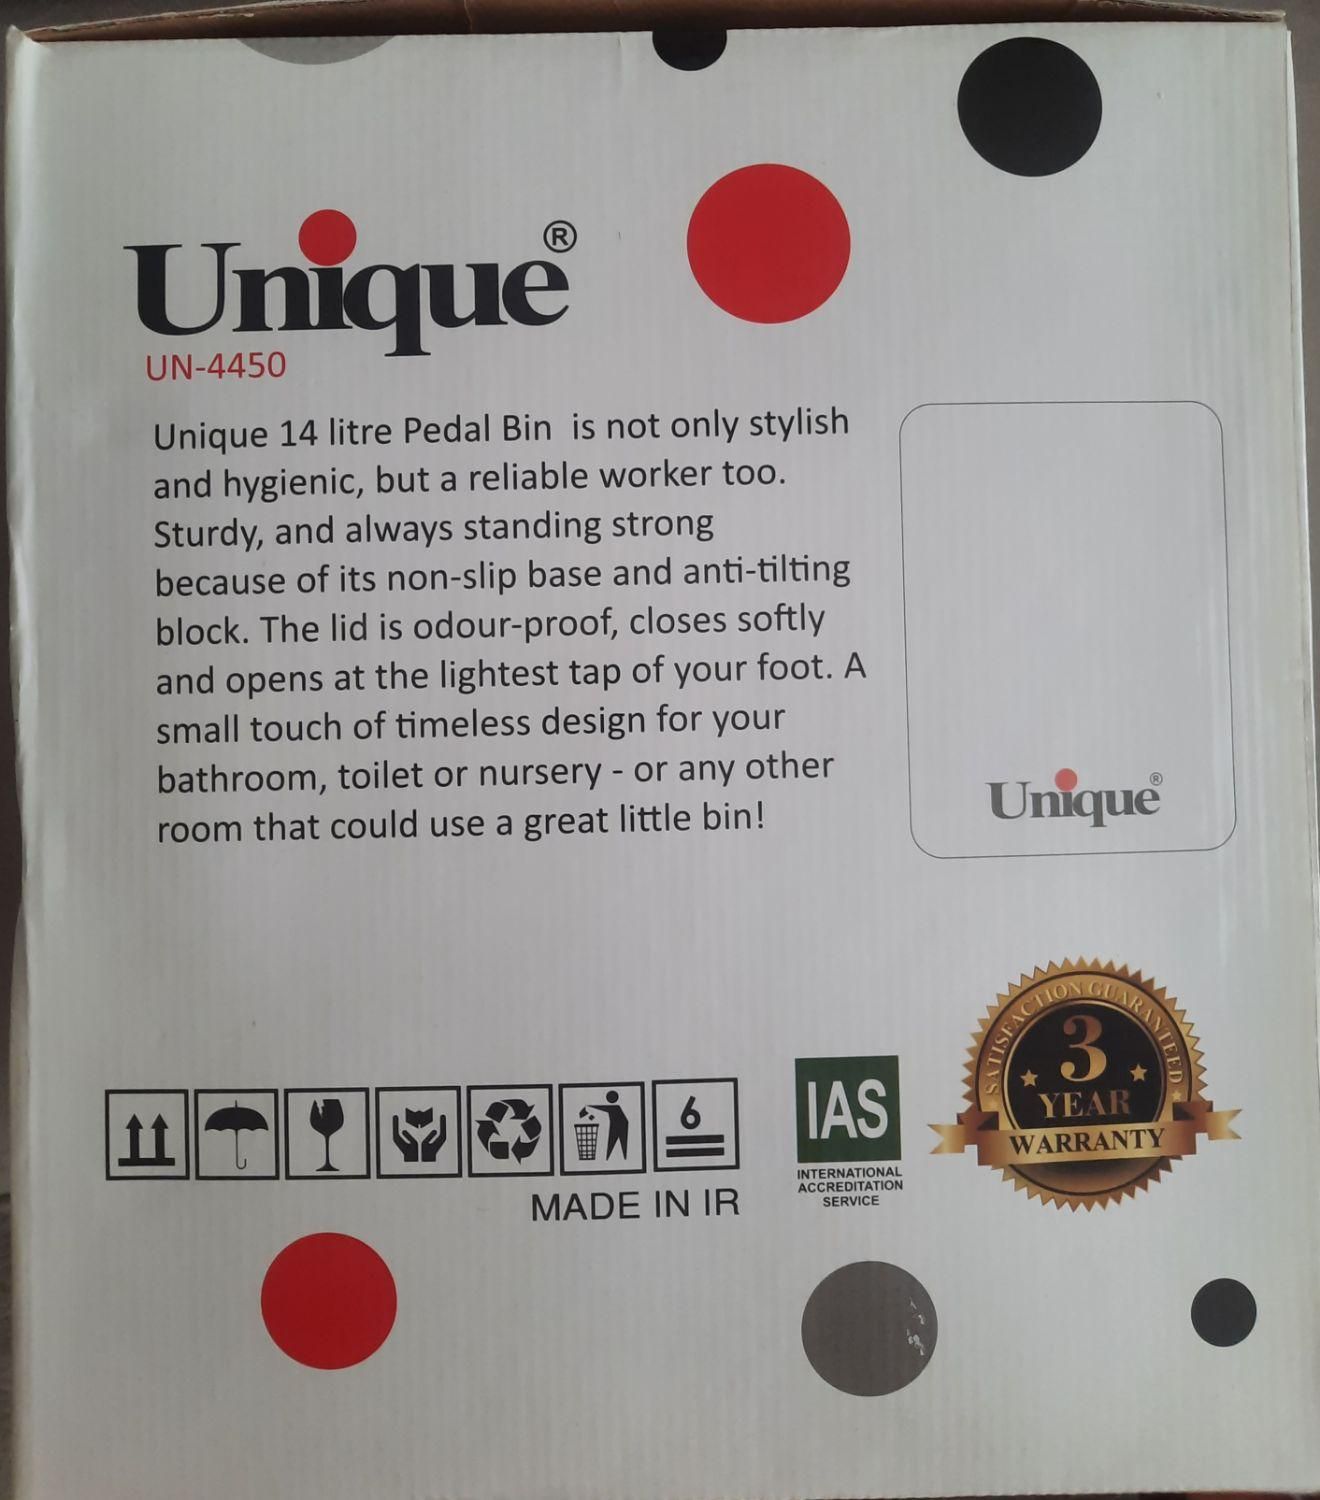 Unique®
UN-4450
Unique 14 litre Pedal Bin is not only stylish
and hygienic, but a reliable worker too.
Sturdy, and always standing strong
because of its non-slip base and anti-tilting
block. The lid is odour-proof, closes softly
and opens at the lightest tap of your foot. A
small touch of timeless design for your
bathroom, toilet or nursery - or any other
room that could use a great little bin!
Unique®
SATISFACTION GUARANTEED
3
YEAR
WARRANTY
IAS
INTERNATIONAL
ACCREDITATION
SERVICE
6
MADE IN IR